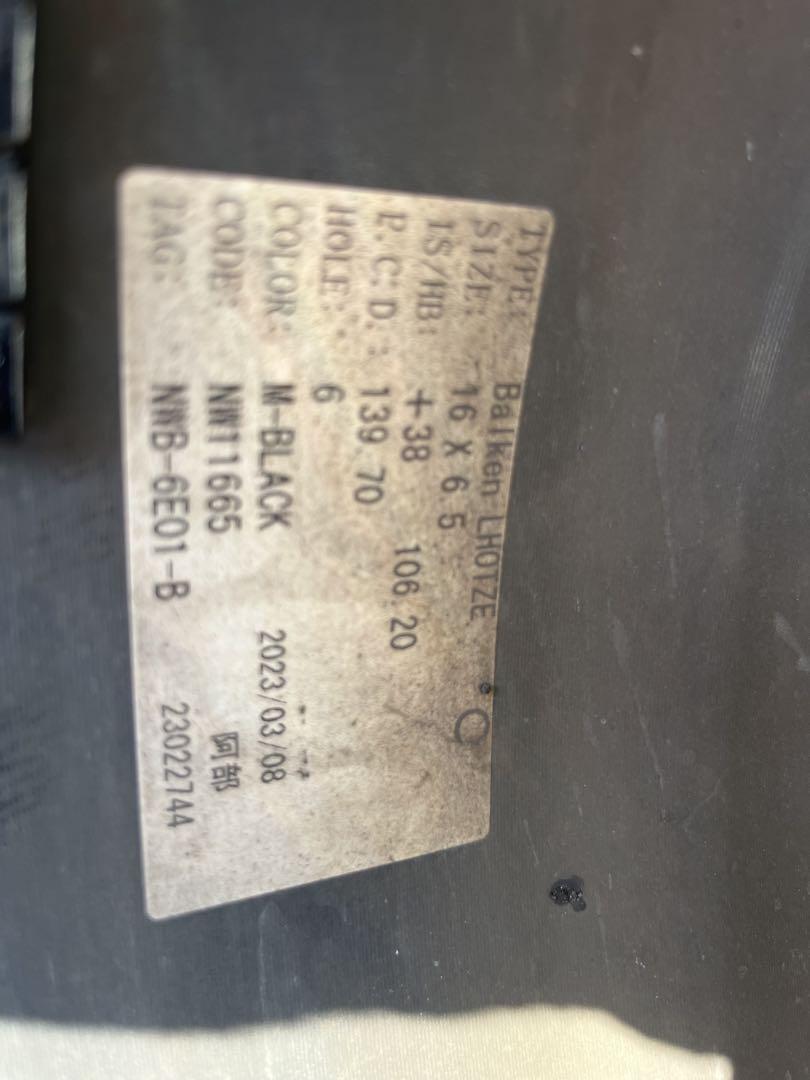 TYPE: Balken LHOTZE
SIZE: 16 X 6 5
IS/HB: +38 106.20
P.C.D.: 139.70
HOLE: 6
COLOR: M-BLACK 2023/03/08
CODE: NW11665 阿部
TAG: NWB-6E01-B 23022744